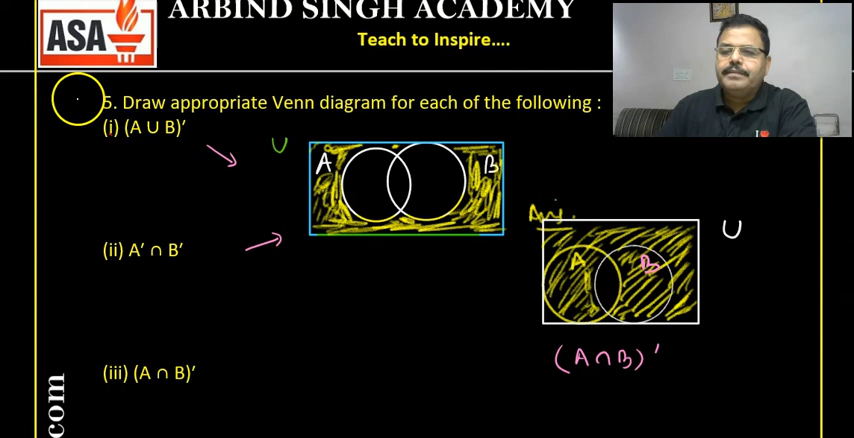 ARBIND SINGH ACADEMY
ASA
Teach to Inspire....
5. Draw appropriate Venn diagram for each of the following :
(i) (A U B)′
U
A
B
Ans.
U
A
B
(ii) A′ ∩ B′
(A ∩ B)′
(iii) (A ∩ B)′
com